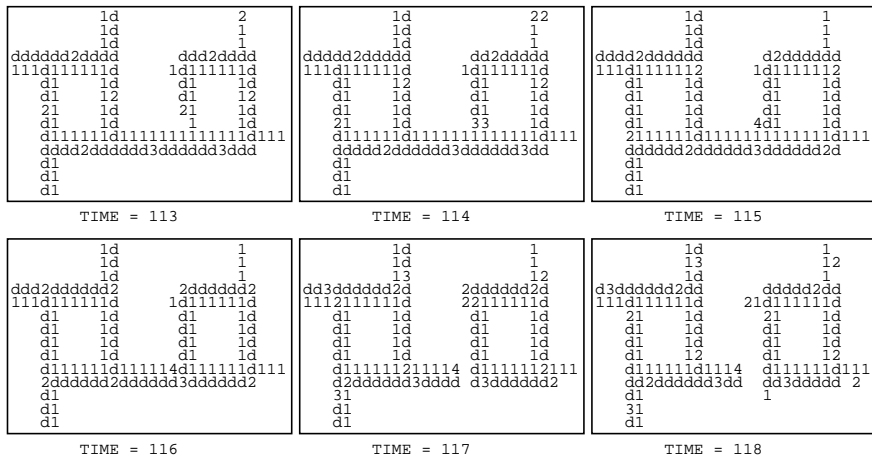 1d            2
         1d            1
         1d            1
dddddd2dddd      ddd2dddd
111d111111d     1d111111d
   d1    1d      d1    1d
   d1    12      d1    12
   21    1d      21    1d
   d1    1d       1    1d
   d111111d1111111111111d111
   dddd2dddddd3dddddd3ddd
   d1
   d1
   d1
TIME = 113
         1d            22
         1d            1
         1d            1
ddddd2ddddd      dd2ddddd
111d111111d     1d111111d
   d1    12      d1    12
   d1    1d      d1    1d
   d1    1d      d1    1d
   21    1d      33    1d
   d111111d1111111111111d111
   ddddd2dddddd3dddddd3dd
   d1
   d1
   d1
TIME = 114
         1d            1
         1d            1
         1d            1
dddd2dddddd      d2dddddd
111d1111112     1d1111112
   d1    1d      d1    1d
   d1    1d      d1    1d
   d1    1d      d1    1d
   d1    1d     4d1    1d
   2111111d1111111111111d111
   dddddd2dddddd3dddddd2d
   d1
   d1
   d1
TIME = 115
         1d            1
         1d            1
         1d            1
ddd2dddddd2      2dddddd2
111d111111d     1d111111d
   d1    1d      d1    1d
   d1    1d      d1    1d
   d1    1d      d1    1d
   d1    1d      d1    1d
   d111111d111114d111111d111
   2dddddd2dddddd3dddddd2
   d1
   d1
   d1
TIME = 116
         1d            1
         1d            1
         13            12
dd3dddddd2d     2dddddd2d
1112111111d     22111111d
   d1    1d      d1    1d
   d1    1d      d1    1d
   d1    1d      d1    1d
   d1    1d      d1    1d
   d111111211114 d1111112111
   d2dddddd3dddd d3dddddd2
   31
   d1
   d1
TIME = 117
         1d            1
         13            12
         1d            1
d3dddddd2dd      ddddd2dd
111d111111d    21d111111d
   21    1d      21    1d
   d1    1d      d1    1d
   d1    1d      d1    1d
   d1    12      d1    12
   d111111d1114  d111111d111
   dd2dddddd3dd  dd3ddddd 2
   d1            1
   31
   d1
TIME = 118